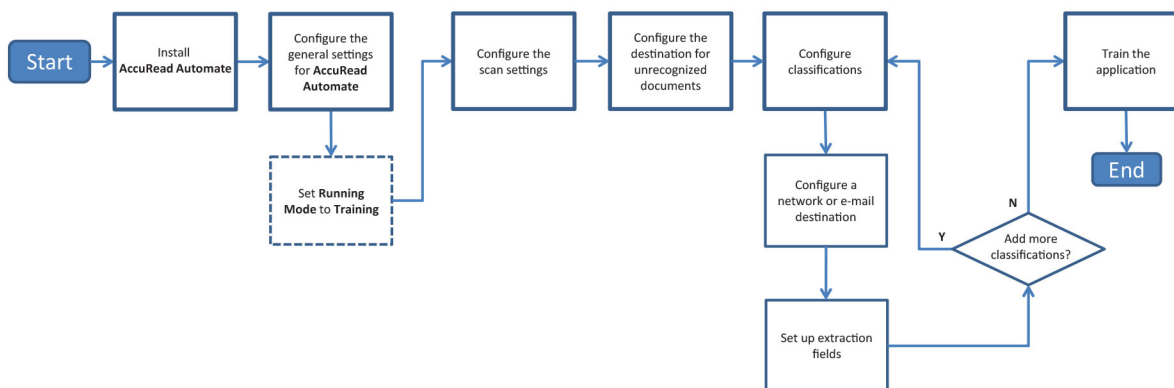 Start
Install
AccuRead Automate
Configure the
general settings
for AccuRead
Automate
Set Running
Mode to Training
Configure the
scan settings
Configure the
destination for
unrecognized
documents
Configure
classifications
Configure a
network or e-mail
destination
Set up extraction
fields
Add more
classifications?
Y
N
Train the
application
End